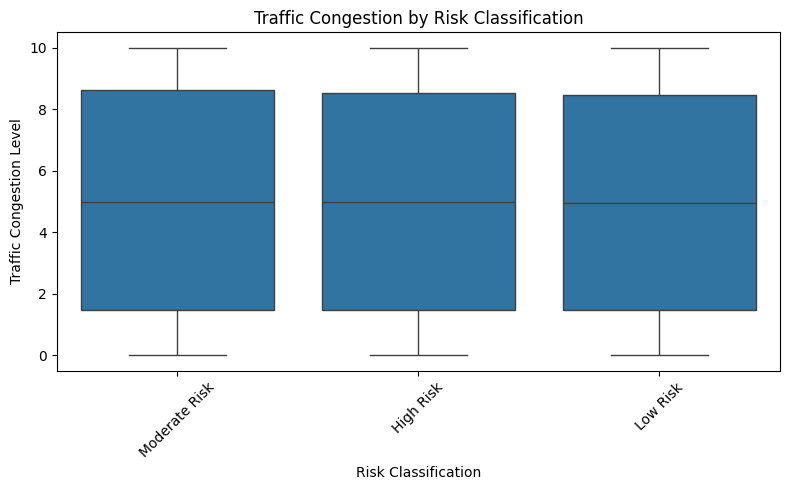 Traffic Congestion by Risk Classification
Traffic Congestion Level
10
8
6
4
2
0
Moderate Risk
High Risk
Low Risk
Risk Classification